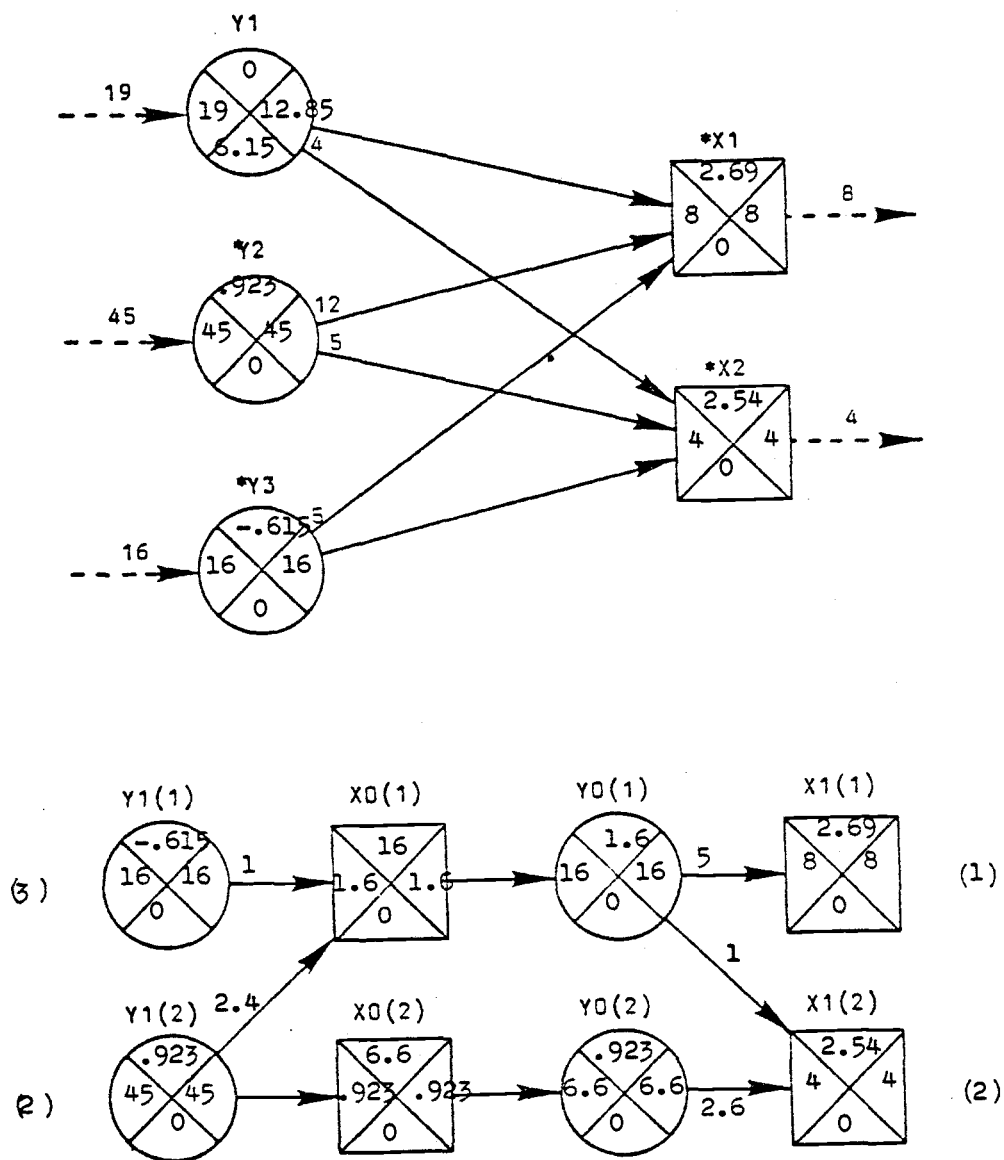 Y1
0
19
19 12.85
6.15
4
*X1
2.69
8
8 8
0
*Y2
.923
45
45 45
12
5
0
*X2
2.54
4
4 4
0
*Y3
-.615
5
16
16 16
0
Y1(1) X0(1) Y0(1) X1(1)
-.615 16 1.6 2.69
(3) 16 16 1 1.6 1.6 16 16 5 8 8 (1)
0 0 0 0
2.4 1
Y1(2) X0(2) Y0(2) X1(2)
.923 6.6 .923 2.54
(2) 45 45 .923 .923 6.6 6.6 2.6 4 4 (2)
0 0 0 0